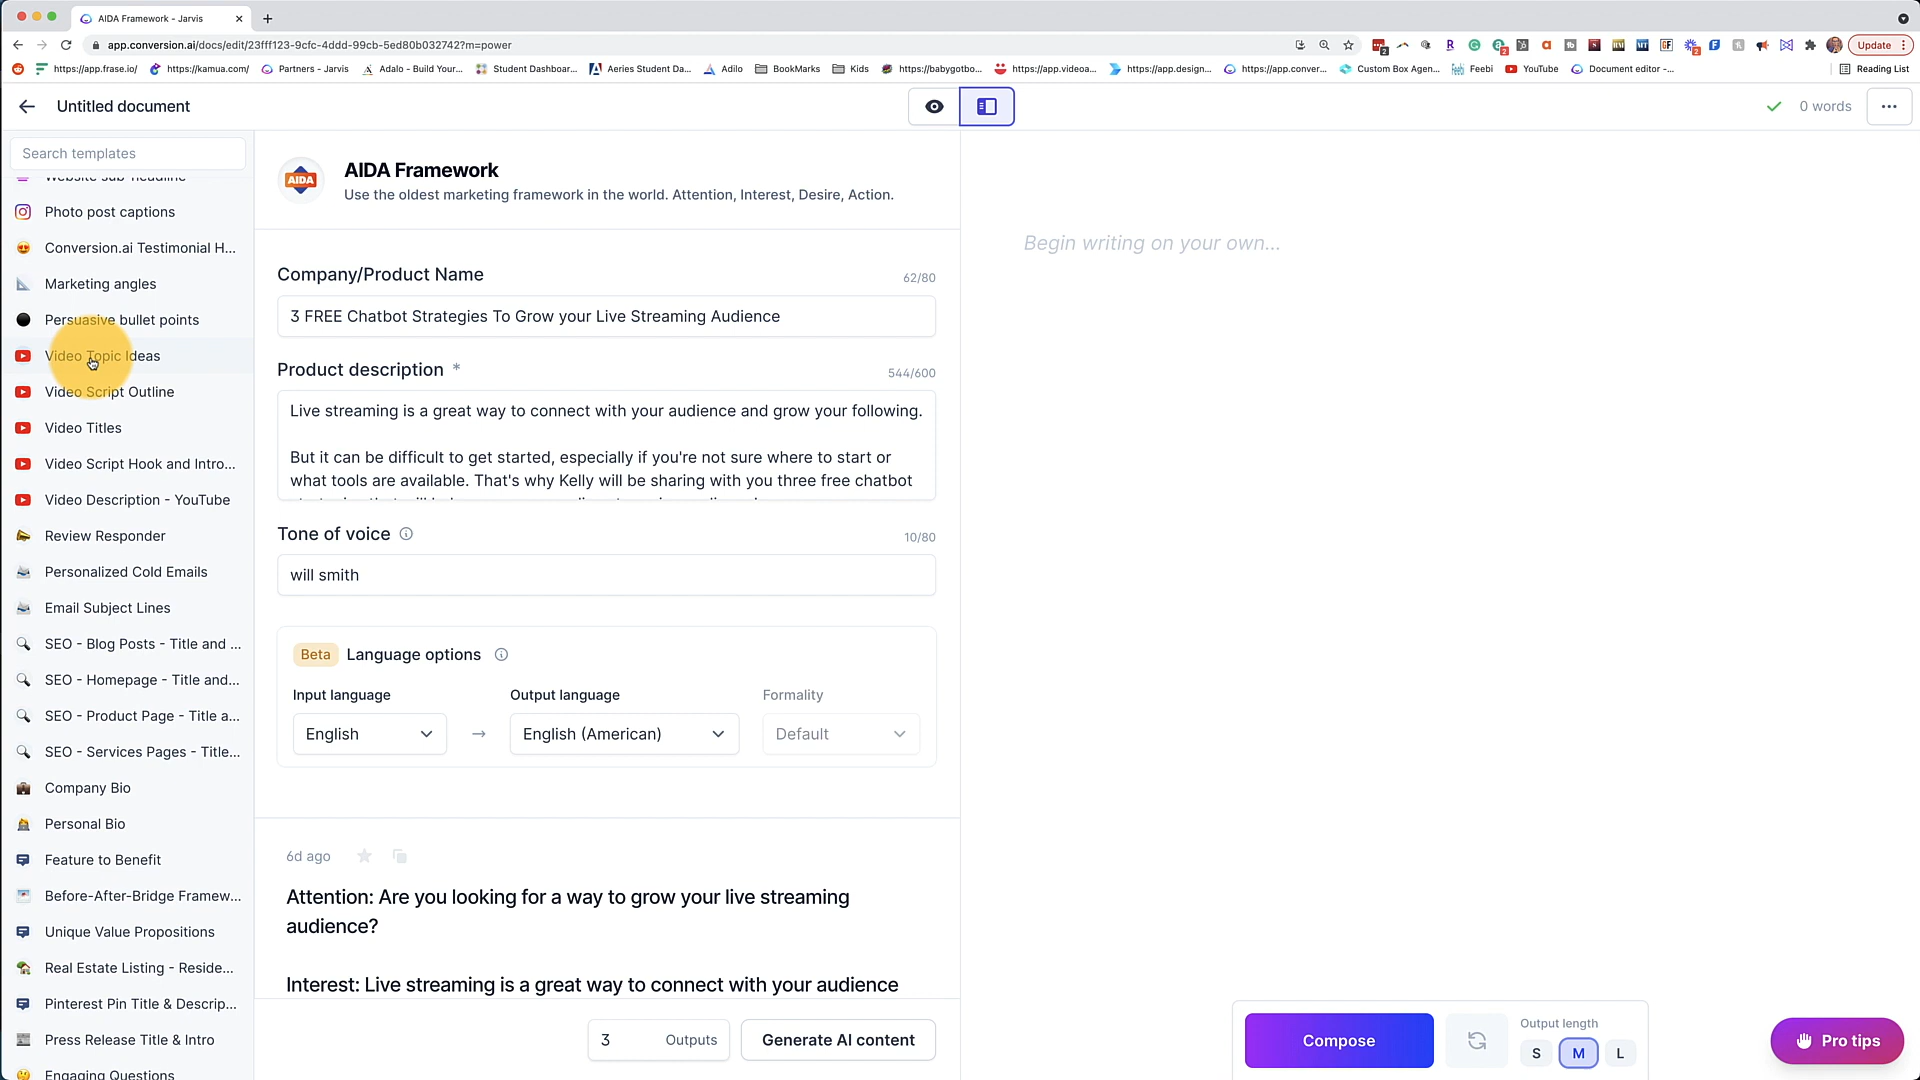 AIDA Framework - Jarvis
app.conversion.ai/docs/edit/23fff123-9cfc-4ddd-99cb-5ed80b032742?m=power
Update
https://app.frase.io/
https://kamua.com/
Partners - Jarvis
Adalo - Build Your...
Student Dashboar...
Aeries Student Da...
Adilo
BookMarks
Kids
https://babygotbo...
https://app.videoa...
https://app.design...
https://app.conver...
Custom Box Agen...
Feebi
YouTube
Document editor -...
Reading List
Untitled document
0 words
Search templates
Website sub-headline
Photo post captions
Conversion.ai Testimonial H...
Marketing angles
Persuasive bullet points
Video Topic Ideas
Video Script Outline
Video Titles
Video Script Hook and Intro...
Video Description - YouTube
Review Responder
Personalized Cold Emails
Email Subject Lines
SEO - Blog Posts - Title and ...
SEO - Homepage - Title and...
SEO - Product Page - Title a...
SEO - Services Pages - Title...
Company Bio
Personal Bio
Feature to Benefit
Before-After-Bridge Framew...
Unique Value Propositions
Real Estate Listing - Reside...
Pinterest Pin Title & Descrip...
Press Release Title & Intro
Engaging Questions
AIDA
AIDA Framework
Use the oldest marketing framework in the world. Attention, Interest, Desire, Action.
Company/Product Name
62/80
3 FREE Chatbot Strategies To Grow your Live Streaming Audience
Product description *
544/600
Live streaming is a great way to connect with your audience and grow your following.
But it can be difficult to get started, especially if you're not sure where to start or
what tools are available. That's why Kelly will be sharing with you three free chatbot
Tone of voice
10/80
will smith
Beta Language options
Input language
Output language
Formality
English
→
English (American)
Default
6d ago
Attention: Are you looking for a way to grow your live streaming
audience?
Interest: Live streaming is a great way to connect with your audience
3 Outputs
Generate AI content
Begin writing on your own...
Compose
Output length
S
M
L
Pro tips